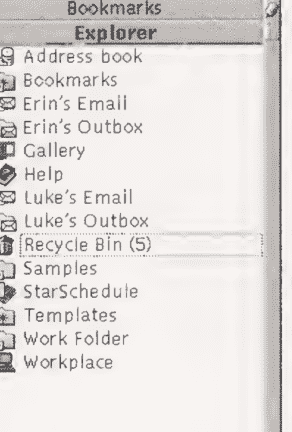 Bookmarks
Explorer
Address book
Bookmarks
Erin's Email
Erin's Outbox
Gallery
Help
Luke's Email
Luke's Outbox
Recycle Bin (5)
Samples
StarSchedule
Templates
Work Folder
Workplace